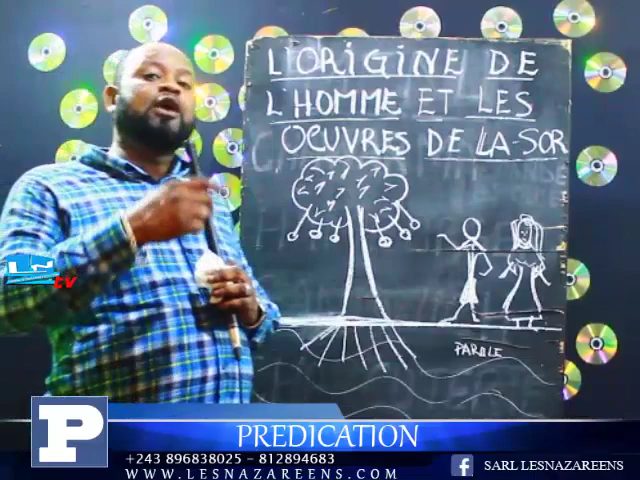 L'ORIGINE DE
L'HOMME ET LES
OEUVRES DE LA-SOR
PAROLE
TV
P
PREDICATION
+243 896838025 - 812894683
WWW.LESNAZAREENS.COM
f
SARL LESNAZAREENS